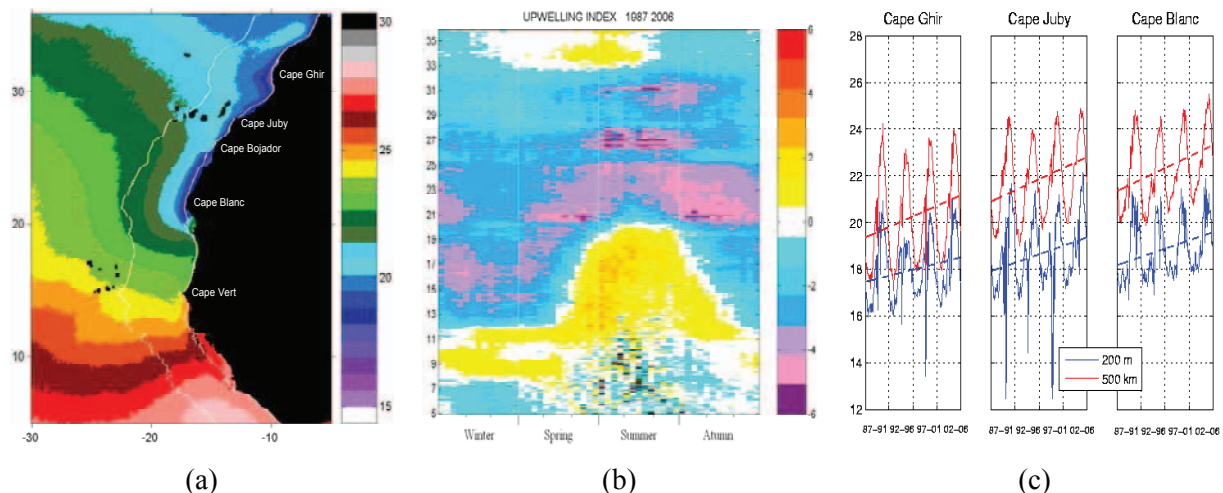 30
25
20
15
30
20
10
-30
-20
-10
Cape Ghir
Cape Juby
Cape Bojador
Cape Blanc
Cape Vert
(a)
UPWELLING INDEX 1987 2006
35
33
31
29
27
25
23
21
19
17
15
13
11
9
7
5
Winter
Spring
Summer
Atumn
6
4
2
0
-2
-4
-6
(b)
Cape Ghir
Cape Juby
Cape Blanc
28
26
24
22
20
18
16
14
12
200 m
500 km
87-91 92-96 97-01 02-06
87-91 92-96 97-01 02-06
87-91 92-96 97-01 02-06
(c)